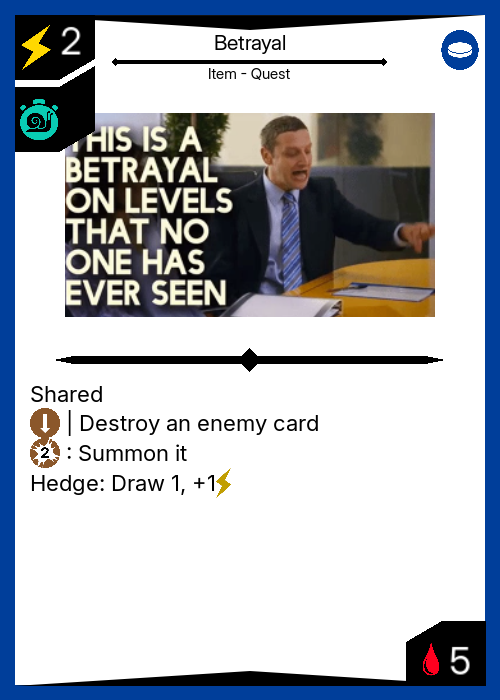 2
Betrayal
Item - Quest
THIS IS A
BETRAYAL
ON LEVELS
THAT NO
ONE HAS
EVER SEEN
Shared
| Destroy an enemy card
2 : Summon it
Hedge: Draw 1, +1
5